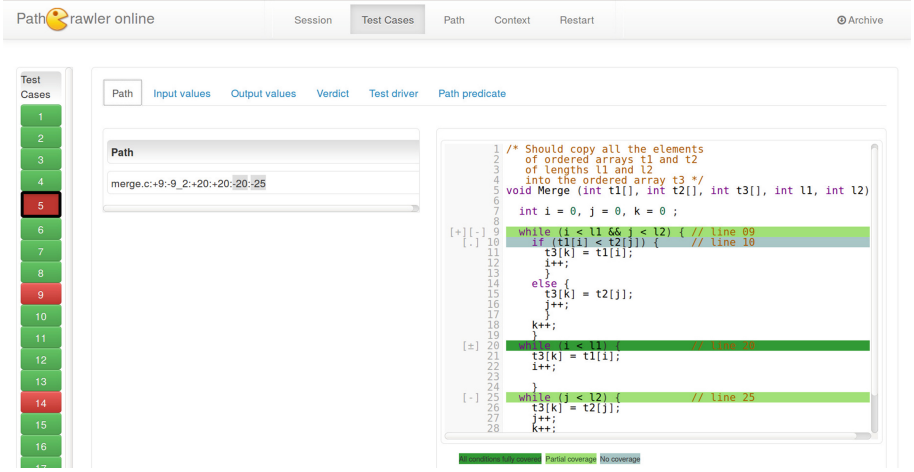 Path rawler online
Session Test Cases Path Context Restart Archive
Test
Cases
1
2
3
4
5
6
7
8
9
10
11
12
13
14
15
16
17
Path Input values Output values Verdict Test driver Path predicate
Path
merge.c:+9:-9_2:+20:+20:-20:-25
1 /* Should copy all the elements
2 of ordered arrays t1 and t2
3 of lengths l1 and l2
4 into the ordered array t3 */
5 void Merge (int t1[], int t2[], int t3[], int l1, int l2)
6
7 int i = 0, j = 0, k = 0 ;
8
[+][-] 9 while (i < l1 && j < l2) { // line 09
[.] 10 if (t1[i] < t2[j]) { // line 10
11 t3[k] = t1[i];
12 i++;
13 }
14 else {
15 t3[k] = t2[j];
16 j++;
17 }
18 k++;
19 }
[±] 20 while (i < l1) { // line 20
21 t3[k] = t1[i];
22 i++;
23
24 }
[-] 25 while (j < l2) { // line 25
26 t3[k] = t2[j];
27 j++;
28 k++;
All conditions fully covered Partial coverage No coverage